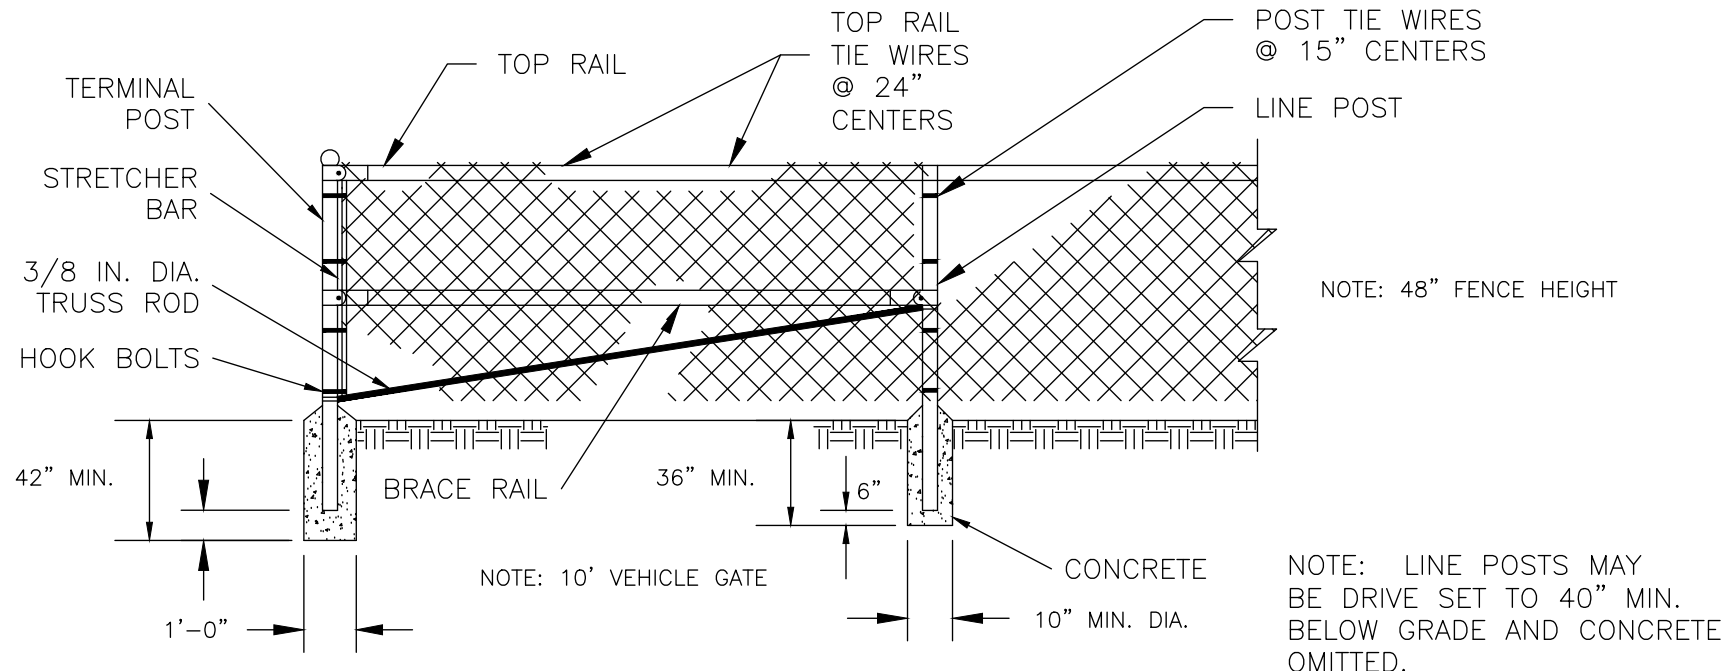 TOP RAIL
TIE WIRES
@ 24”
CENTERS
POST TIE WIRES
@ 15” CENTERS
TOP RAIL
TERMINAL
POST
LINE POST
STRETCHER
BAR
3/8 IN. DIA.
TRUSS ROD
NOTE: 48” FENCE HEIGHT
HOOK BOLTS
42” MIN.
BRACE RAIL
36” MIN.
6”
NOTE: 10’ VEHICLE GATE
CONCRETE
1’-0”
10” MIN. DIA.
NOTE: LINE POSTS MAY
BE DRIVE SET TO 40” MIN.
BELOW GRADE AND CONCRETE
OMITTED.